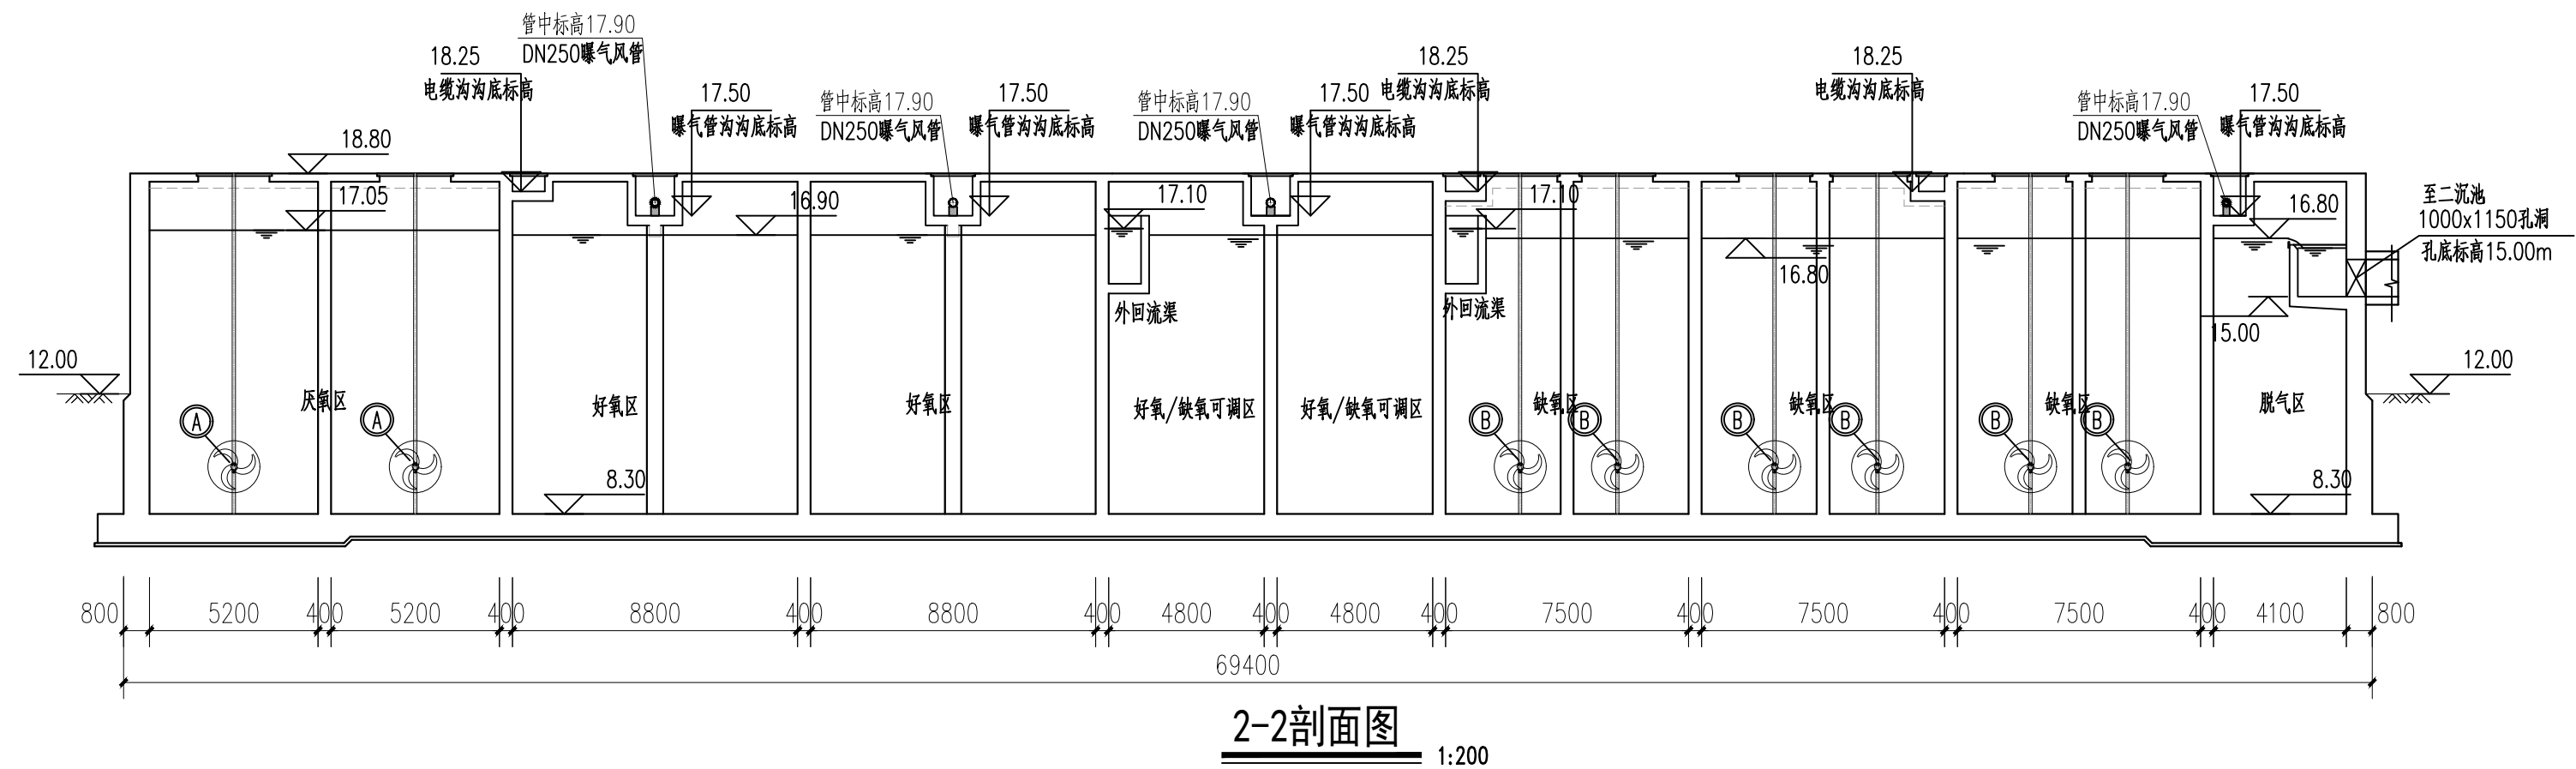 管中标高17.90
DN250曝气风管
18.25
电缆沟沟底标高
17.50
曝气管沟沟底标高
管中标高17.90
DN250曝气风管
17.50
曝气管沟沟底标高
管中标高17.90
DN250曝气风管
17.50
曝气管沟沟底标高
18.25
电缆沟沟底标高
18.25
电缆沟沟底标高
管中标高17.90
DN250曝气风管
17.50
曝气管沟沟底标高
18.80
17.05
16.90
17.10
17.10
16.80
16.80
至二沉池
1000x1150孔洞
孔底标高15.00m
15.00
外回流渠
外回流渠
12.00
12.00
厌氧区
好氧区
好氧区
好氧/缺氧可调区
好氧/缺氧可调区
缺氧区
缺氧区
缺氧区
脱气区
A
A
B
B
B
B
B
B
8.30
8.30
800
5200
400
5200
400
8800
400
8800
400
4800
400
4800
400
7500
400
7500
400
7500
400
4100
800
69400
2-2剖面图
1:200